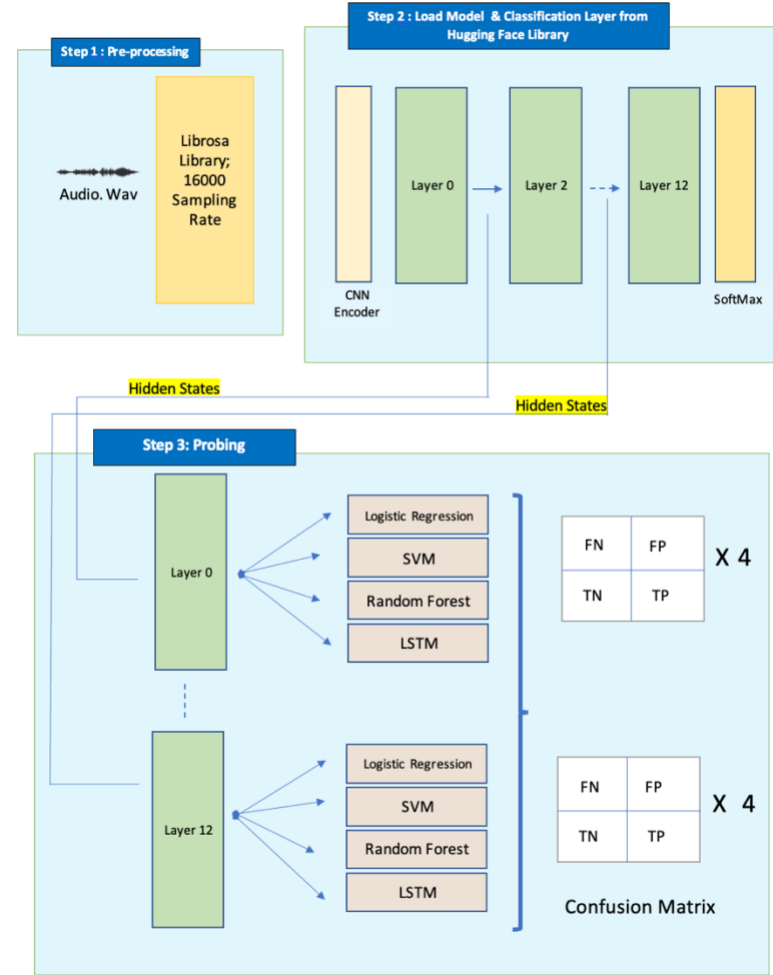 Step 1 : Pre-processing
Audio. Wav
Librosa
Library;
16000
Sampling
Rate
Step 2 : Load Model & Classification Layer from
Hugging Face Library
CNN
Encoder
Layer 0
Layer 2
Layer 12
SoftMax
Hidden States
Hidden States
Step 3: Probing
Layer 0
Logistic Regression
SVM
Random Forest
LSTM
FN
FP
TN
TP
X 4
Layer 12
Logistic Regression
SVM
Random Forest
LSTM
FN
FP
TN
TP
X 4
Confusion Matrix